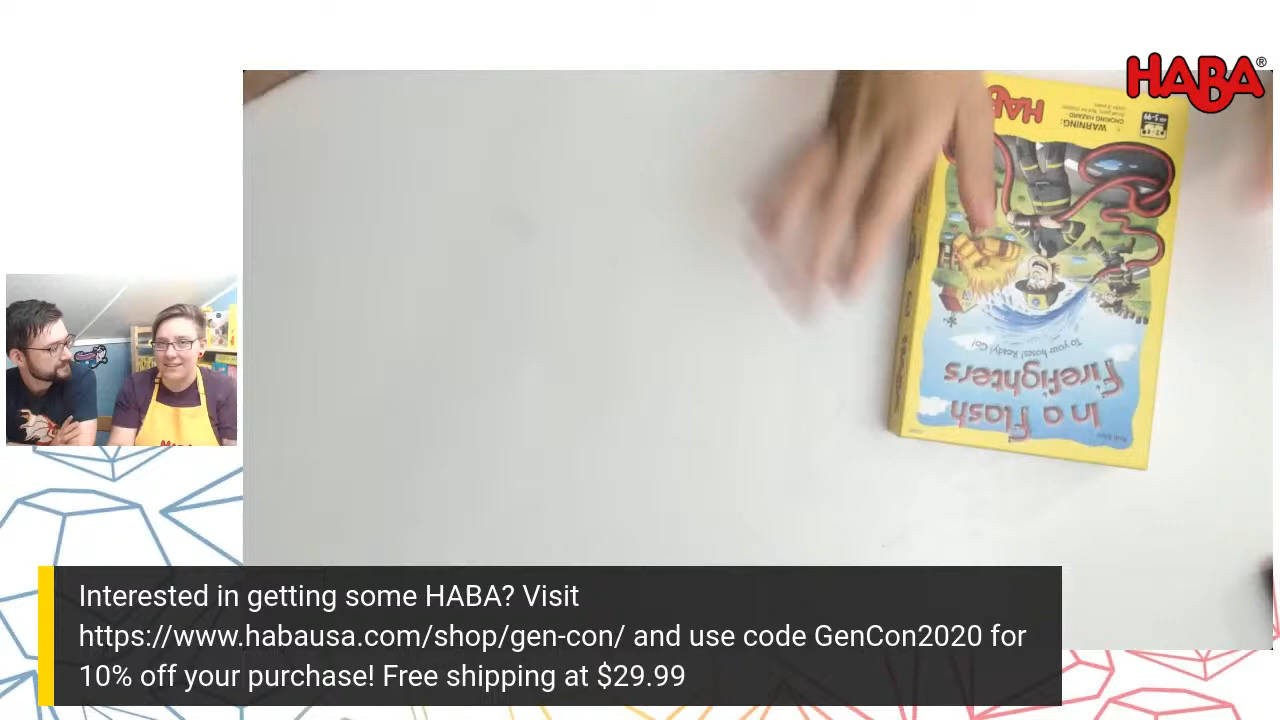 HABA®
HABA
WARNING:
CHOKING HAZARD-
To your hoses! Ready! Go!
In a Flash
Firefighters
HABA
Interested in getting some HABA? Visit
https://www.habausa.com/shop/gen-con/ and use code GenCon2020 for
10% off your purchase! Free shipping at $29.99